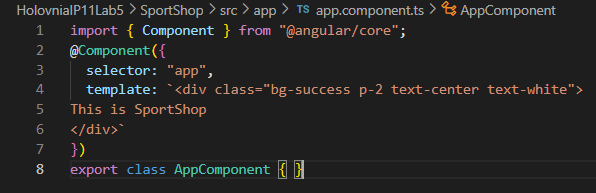 HolovniaIP11Lab5 > SportShop > src > app > TS app.component.ts > AppComponent
1 import { Component } from "@angular/core";
2 @Component({
3 selector: "app",
4 template: `<div class="bg-success p-2 text-center text-white">
5 This is SportShop
6 </div>`
7 })
8 export class AppComponent { }